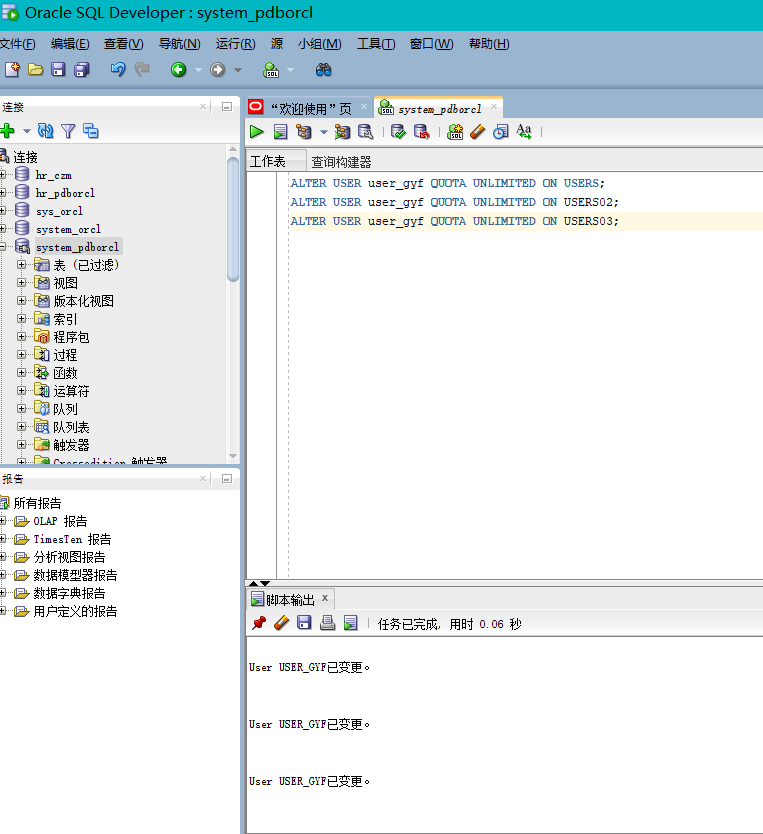 Oracle SQL Developer : system_pdborcl
文件(F) 编辑(E) 查看(V) 导航(N) 运行(R) 源 小组(M) 工具(T) 窗口(W) 帮助(H)
连接
连接
hr_czm
hr_pdborcl
sys_orcl
system_orcl
system_pdborcl
表 (已过滤)
视图
版本化视图
索引
程序包
过程
函数
运算符
队列
队列表
触发器
Crossedition 触发器
报告
所有报告
OLAP 报告
TimesTen 报告
分析视图报告
数据模型器报告
数据字典报告
用户定义的报告
“欢迎使用”页 system_pdborcl
工作表 查询构建器
ALTER USER user_gyf QUOTA UNLIMITED ON USERS;
ALTER USER user_gyf QUOTA UNLIMITED ON USERS02;
ALTER USER user_gyf QUOTA UNLIMITED ON USERS03;
脚本输出 x
任务已完成, 用时 0.06 秒
User USER_GYF已变更。
User USER_GYF已变更。
User USER_GYF已变更。